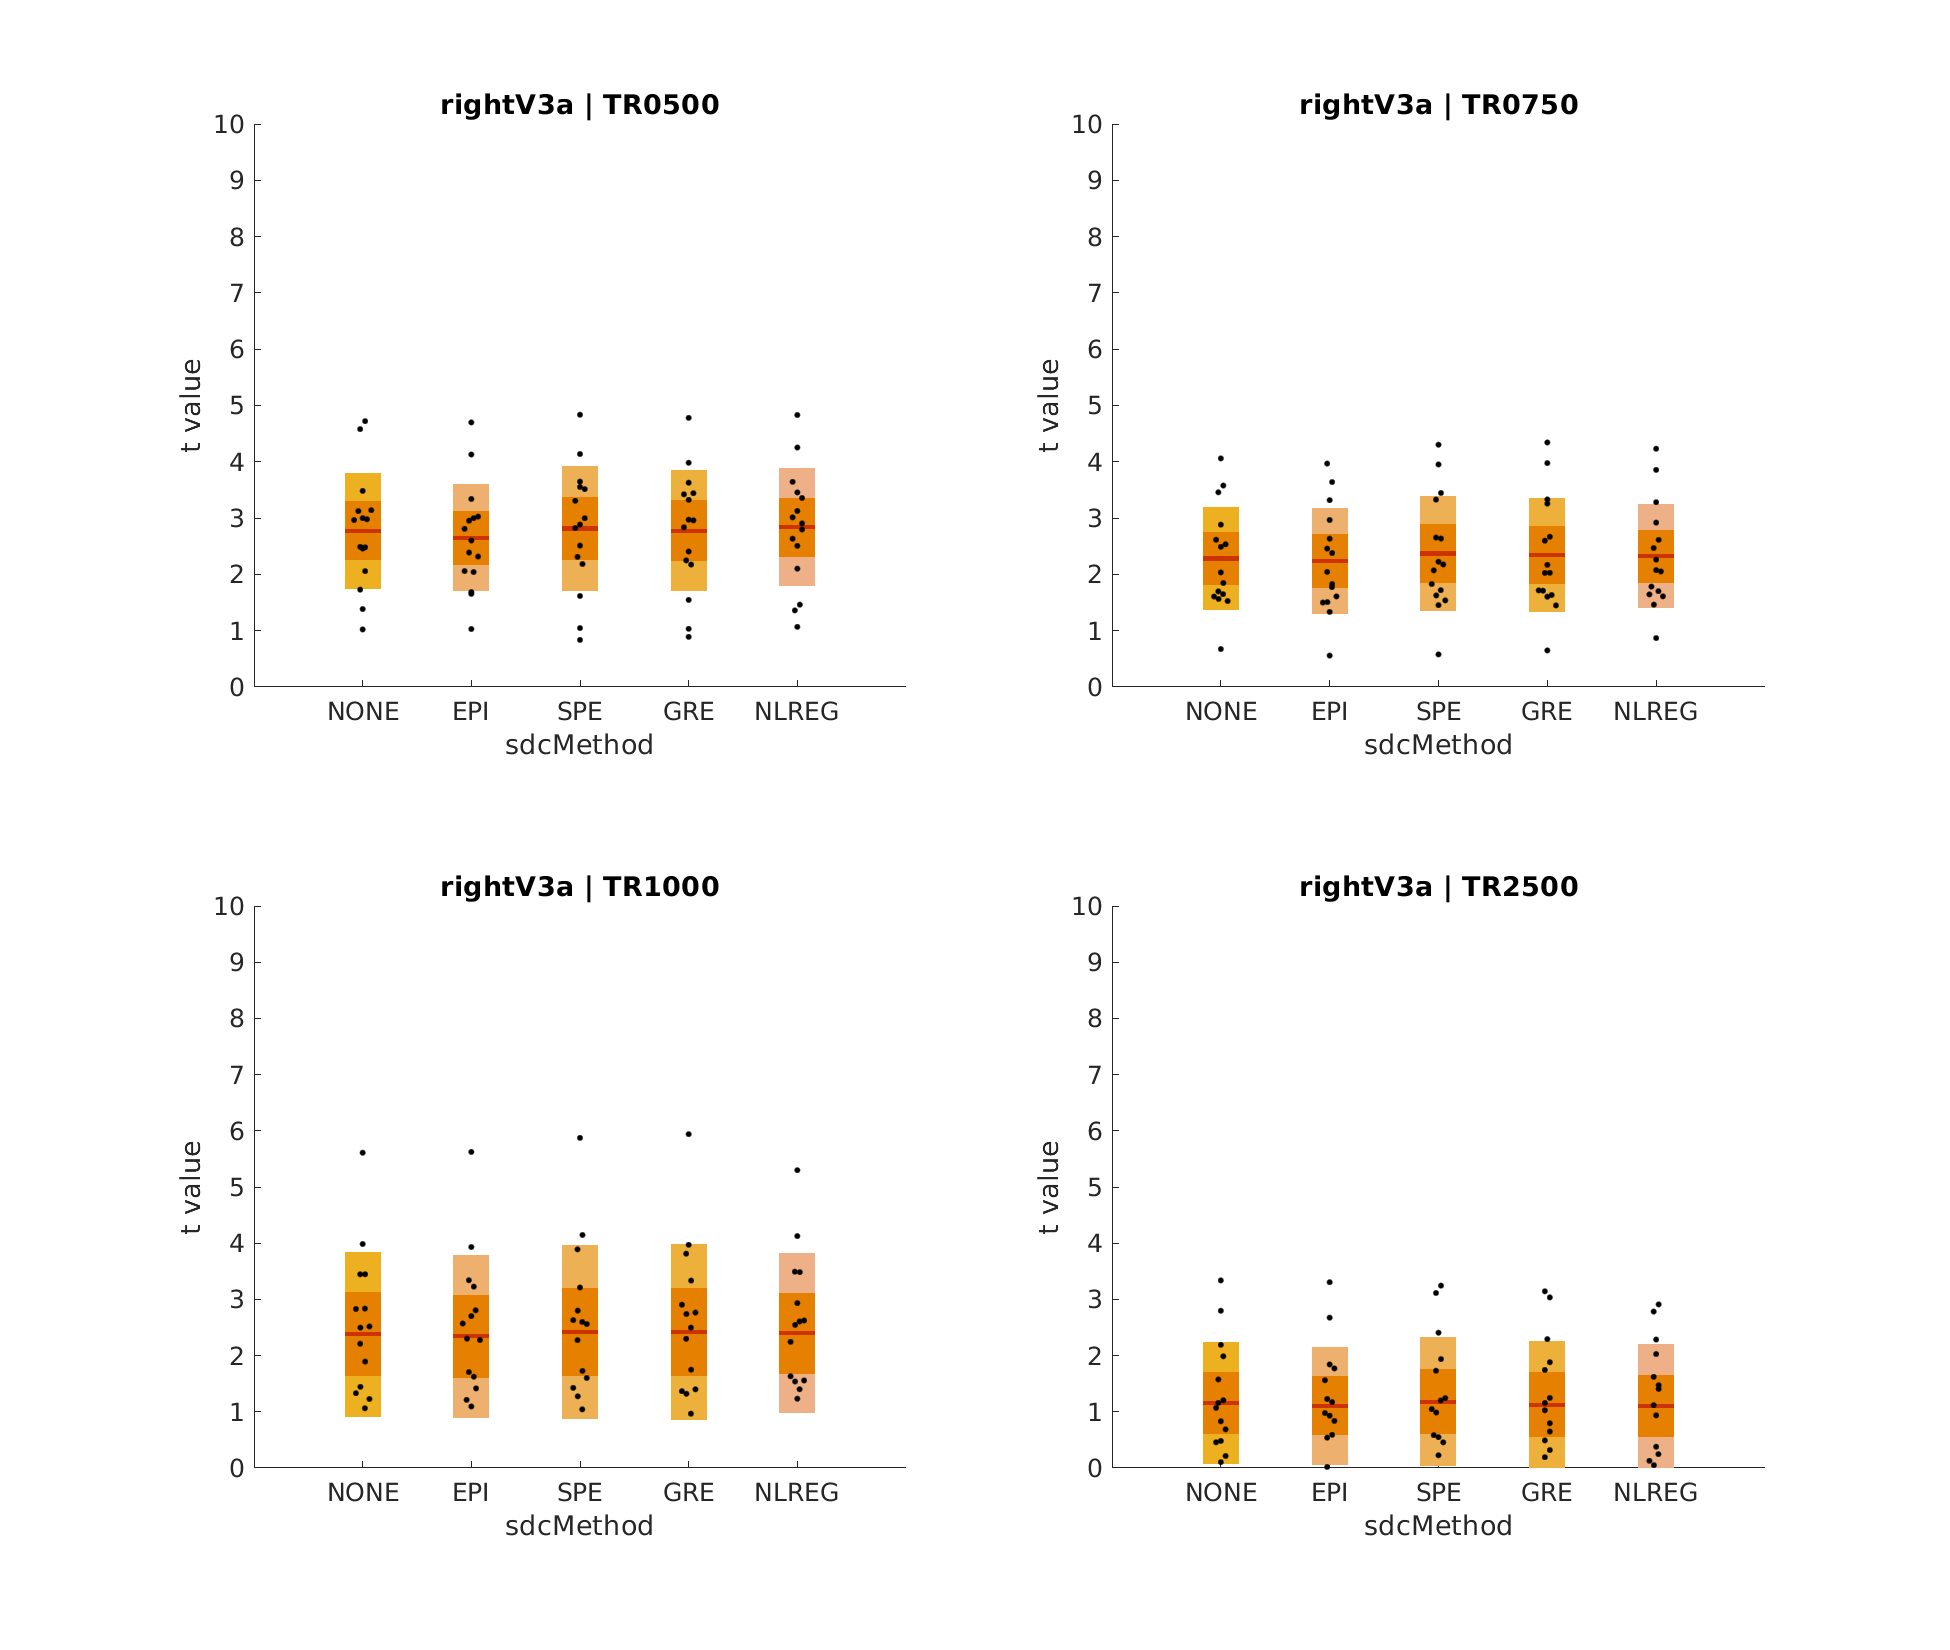 rightV3a | TR0500
10
9
8
7
6
5
4
3
2
1
0
t value
NONE EPI SPE GRE NLREG
sdcMethod
rightV3a | TR0750
10
9
8
7
6
5
4
3
2
1
0
t value
NONE EPI SPE GRE NLREG
sdcMethod
rightV3a | TR1000
10
9
8
7
6
5
4
3
2
1
0
t value
NONE EPI SPE GRE NLREG
sdcMethod
rightV3a | TR2500
10
9
8
7
6
5
4
3
2
1
0
t value
NONE EPI SPE GRE NLREG
sdcMethod